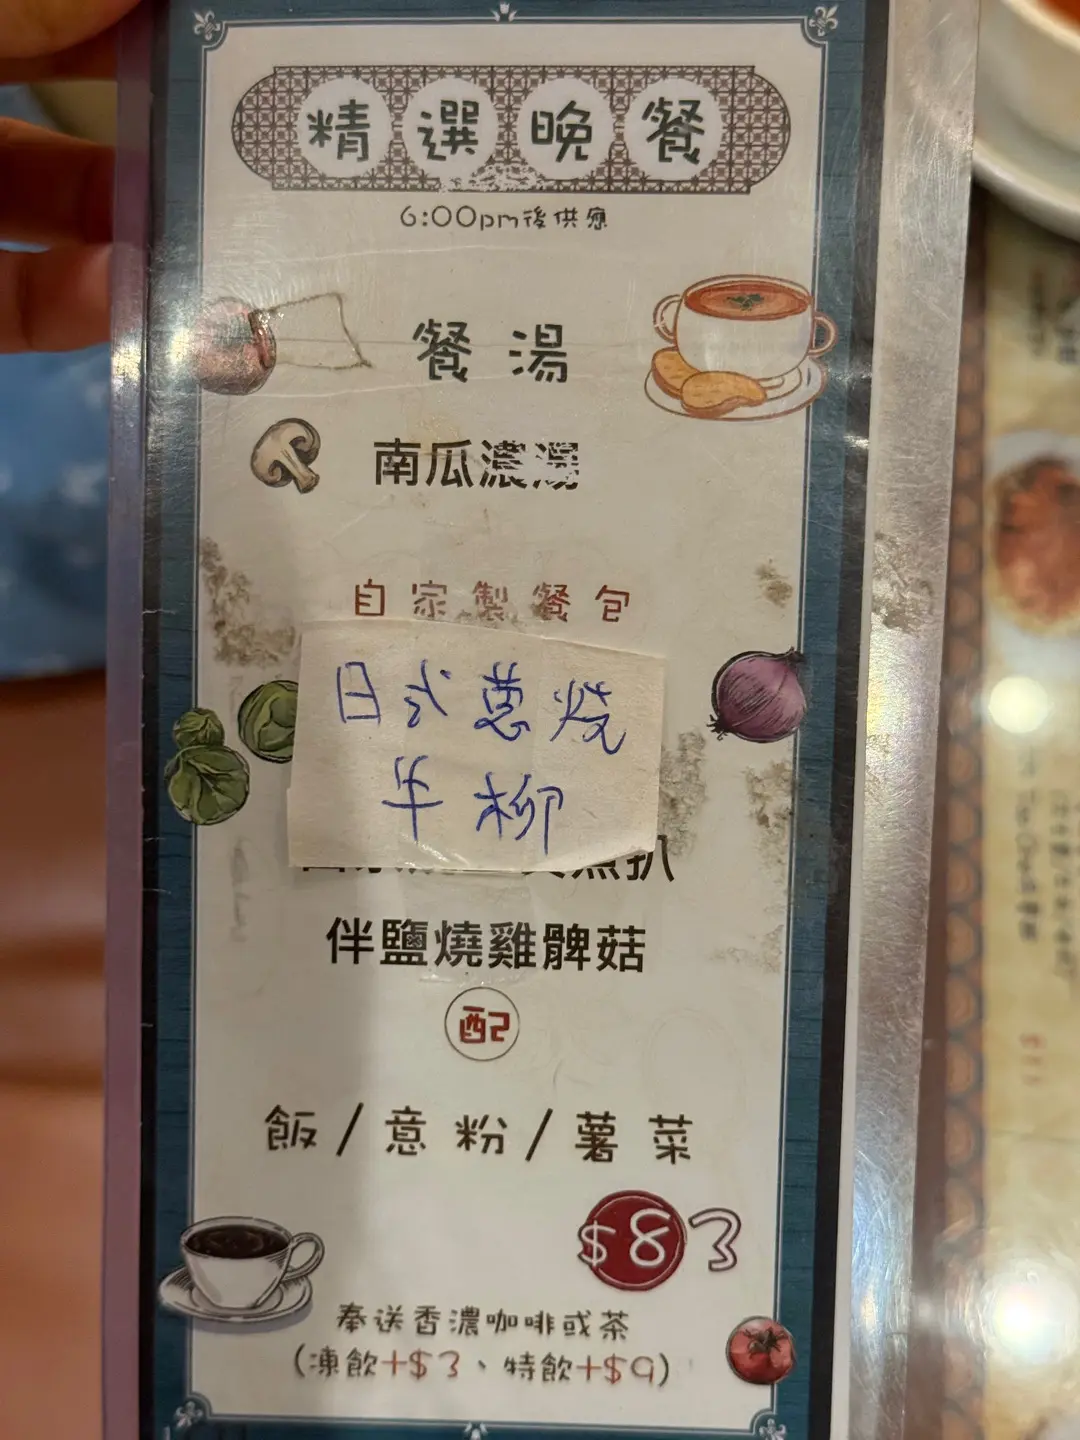 精選晚餐
6:00pm後供應
餐湯
南瓜濃湯
自家製餐包
日式蔥燒
牛柳
魚扒
伴鹽燒雞髀菇
配
飯/意粉/薯菜
$83
奉送香濃咖啡或茶
(凍飲+$3、特飲+$9)